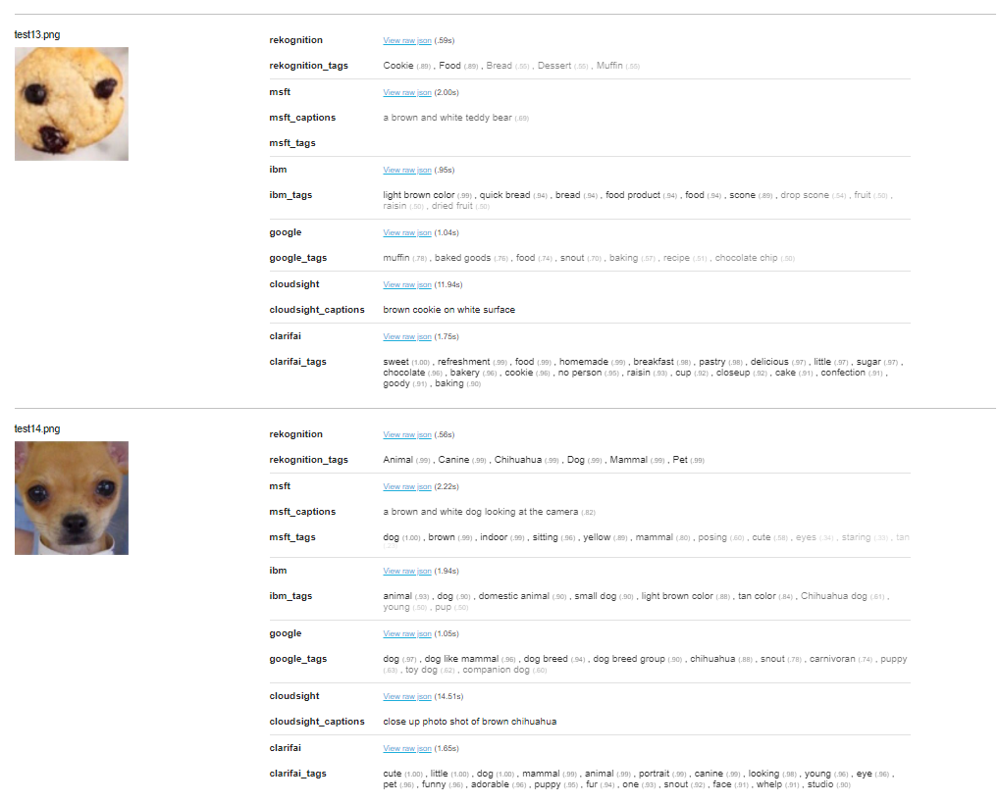 test13.png
rekognition View raw json (.59s)
rekognition_tags Cookie (.89) , Food (.89) , Bread (.55) , Dessert (.55) , Muffin (.55)
msft View raw json (2.00s)
msft_captions a brown and white teddy bear (.69)
msft_tags
ibm View raw json (.95s)
ibm_tags light brown color (.99) , quick bread (.94) , bread (.94) , food product (.94) , food (.94) , scone (.89) , drop scone (.54) , fruit (.50) ,
raisin (.50) , dried fruit (.50)
google View raw json (1.04s)
google_tags muffin (.78) , baked goods (.76) , food (.74) , snout (.70) , baking (.57) , recipe (.51) , chocolate chip (.50)
cloudsight View raw json (11.94s)
cloudsight_captions brown cookie on white surface
clarifai View raw json (1.75s)
clarifai_tags sweet (1.00) , refreshment (.99) , food (.99) , homemade (.99) , breakfast (.98) , pastry (.98) , delicious (.97) , little (.97) , sugar (.97) ,
chocolate (.96) , bakery (.96) , cookie (.96) , no person (.95) , raisin (.93) , cup (.92) , closeup (.92) , cake (.91) , confection (.91) ,
goody (.91) , baking (.90)
test14.png
rekognition View raw json (.56s)
rekognition_tags Animal (.99) , Canine (.99) , Chihuahua (.99) , Dog (.99) , Mammal (.99) , Pet (.99)
msft View raw json (2.22s)
msft_captions a brown and white dog looking at the camera (.82)
msft_tags dog (1.00) , brown (.99) , indoor (.99) , sitting (.96) , yellow (.89) , mammal (.80) , posing (.60) , cute (.58) , eyes (.34) , staring (.33) , tan
ibm View raw json (1.94s)
ibm_tags animal (.93) , dog (.90) , domestic animal (.90) , small dog (.90) , light brown color (.88) , tan color (.84) , Chihuahua dog (.61) ,
young (.50) , pup (.50)
google View raw json (1.05s)
google_tags dog (.97) , dog like mammal (.96) , dog breed (.94) , dog breed group (.90) , chihuahua (.88) , snout (.78) , carnivoran (.74) , puppy
(.63) , toy dog (.62) , companion dog (.60)
cloudsight View raw json (14.51s)
cloudsight_captions close up photo shot of brown chihuahua
clarifai View raw json (1.65s)
clarifai_tags cute (1.00) , little (1.00) , dog (1.00) , mammal (.99) , animal (.99) , portrait (.99) , canine (.99) , looking (.98) , young (.96) , eye (.96) ,
pet (.96) , funny (.96) , adorable (.96) , puppy (.95) , fur (.94) , one (.93) , snout (.92) , face (.91) , whelp (.91) , studio (.90)